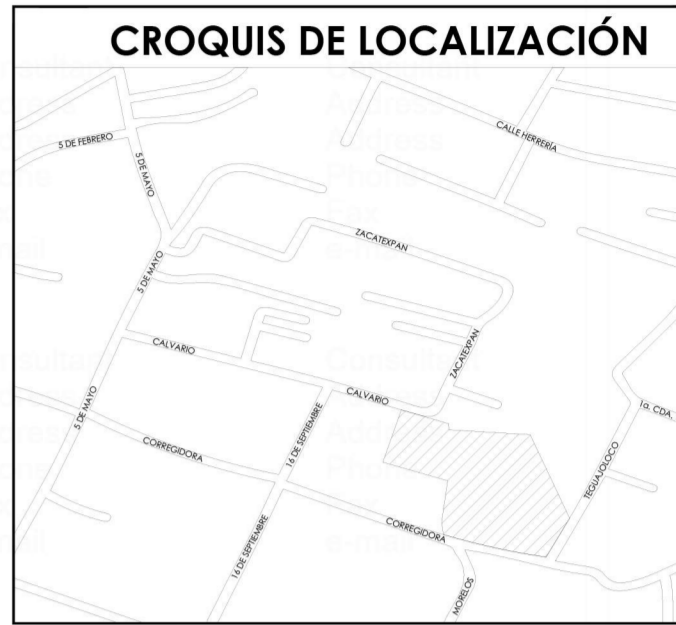 CROQUIS DE LOCALIZACIÓN
Consultant
Address
Address
Phone
Fax
e-mail
CALLE HERRERÍA
5 DE FEBRERO
5 DE MAYO
ZACATEXPAN
5 DE MAYO
ZACATEXPAN
CALVARIO
Consultant
CALVARIO
5 DE MAYO
16 DE SEPTIEMBRE
1a. CDA.
CORREGIDORA
Address
Phone
TEGUAJOLOCO
Fax
CORREGIDORA
e-mail
16 DE SEPTIEMBRE
MORELOS